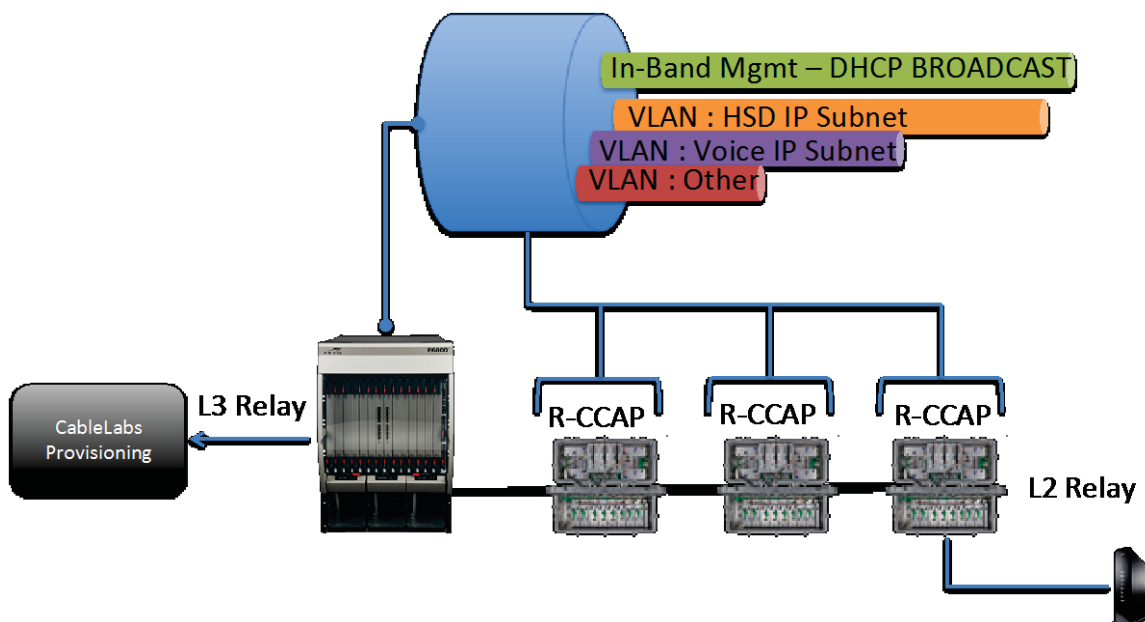 In-Band Mgmt – DHCP BROADCAST
VLAN : HSD IP Subnet
VLAN : Voice IP Subnet
VLAN : Other
L3 Relay
CableLabs
Provisioning
R-CCAP
R-CCAP
R-CCAP
L2 Relay